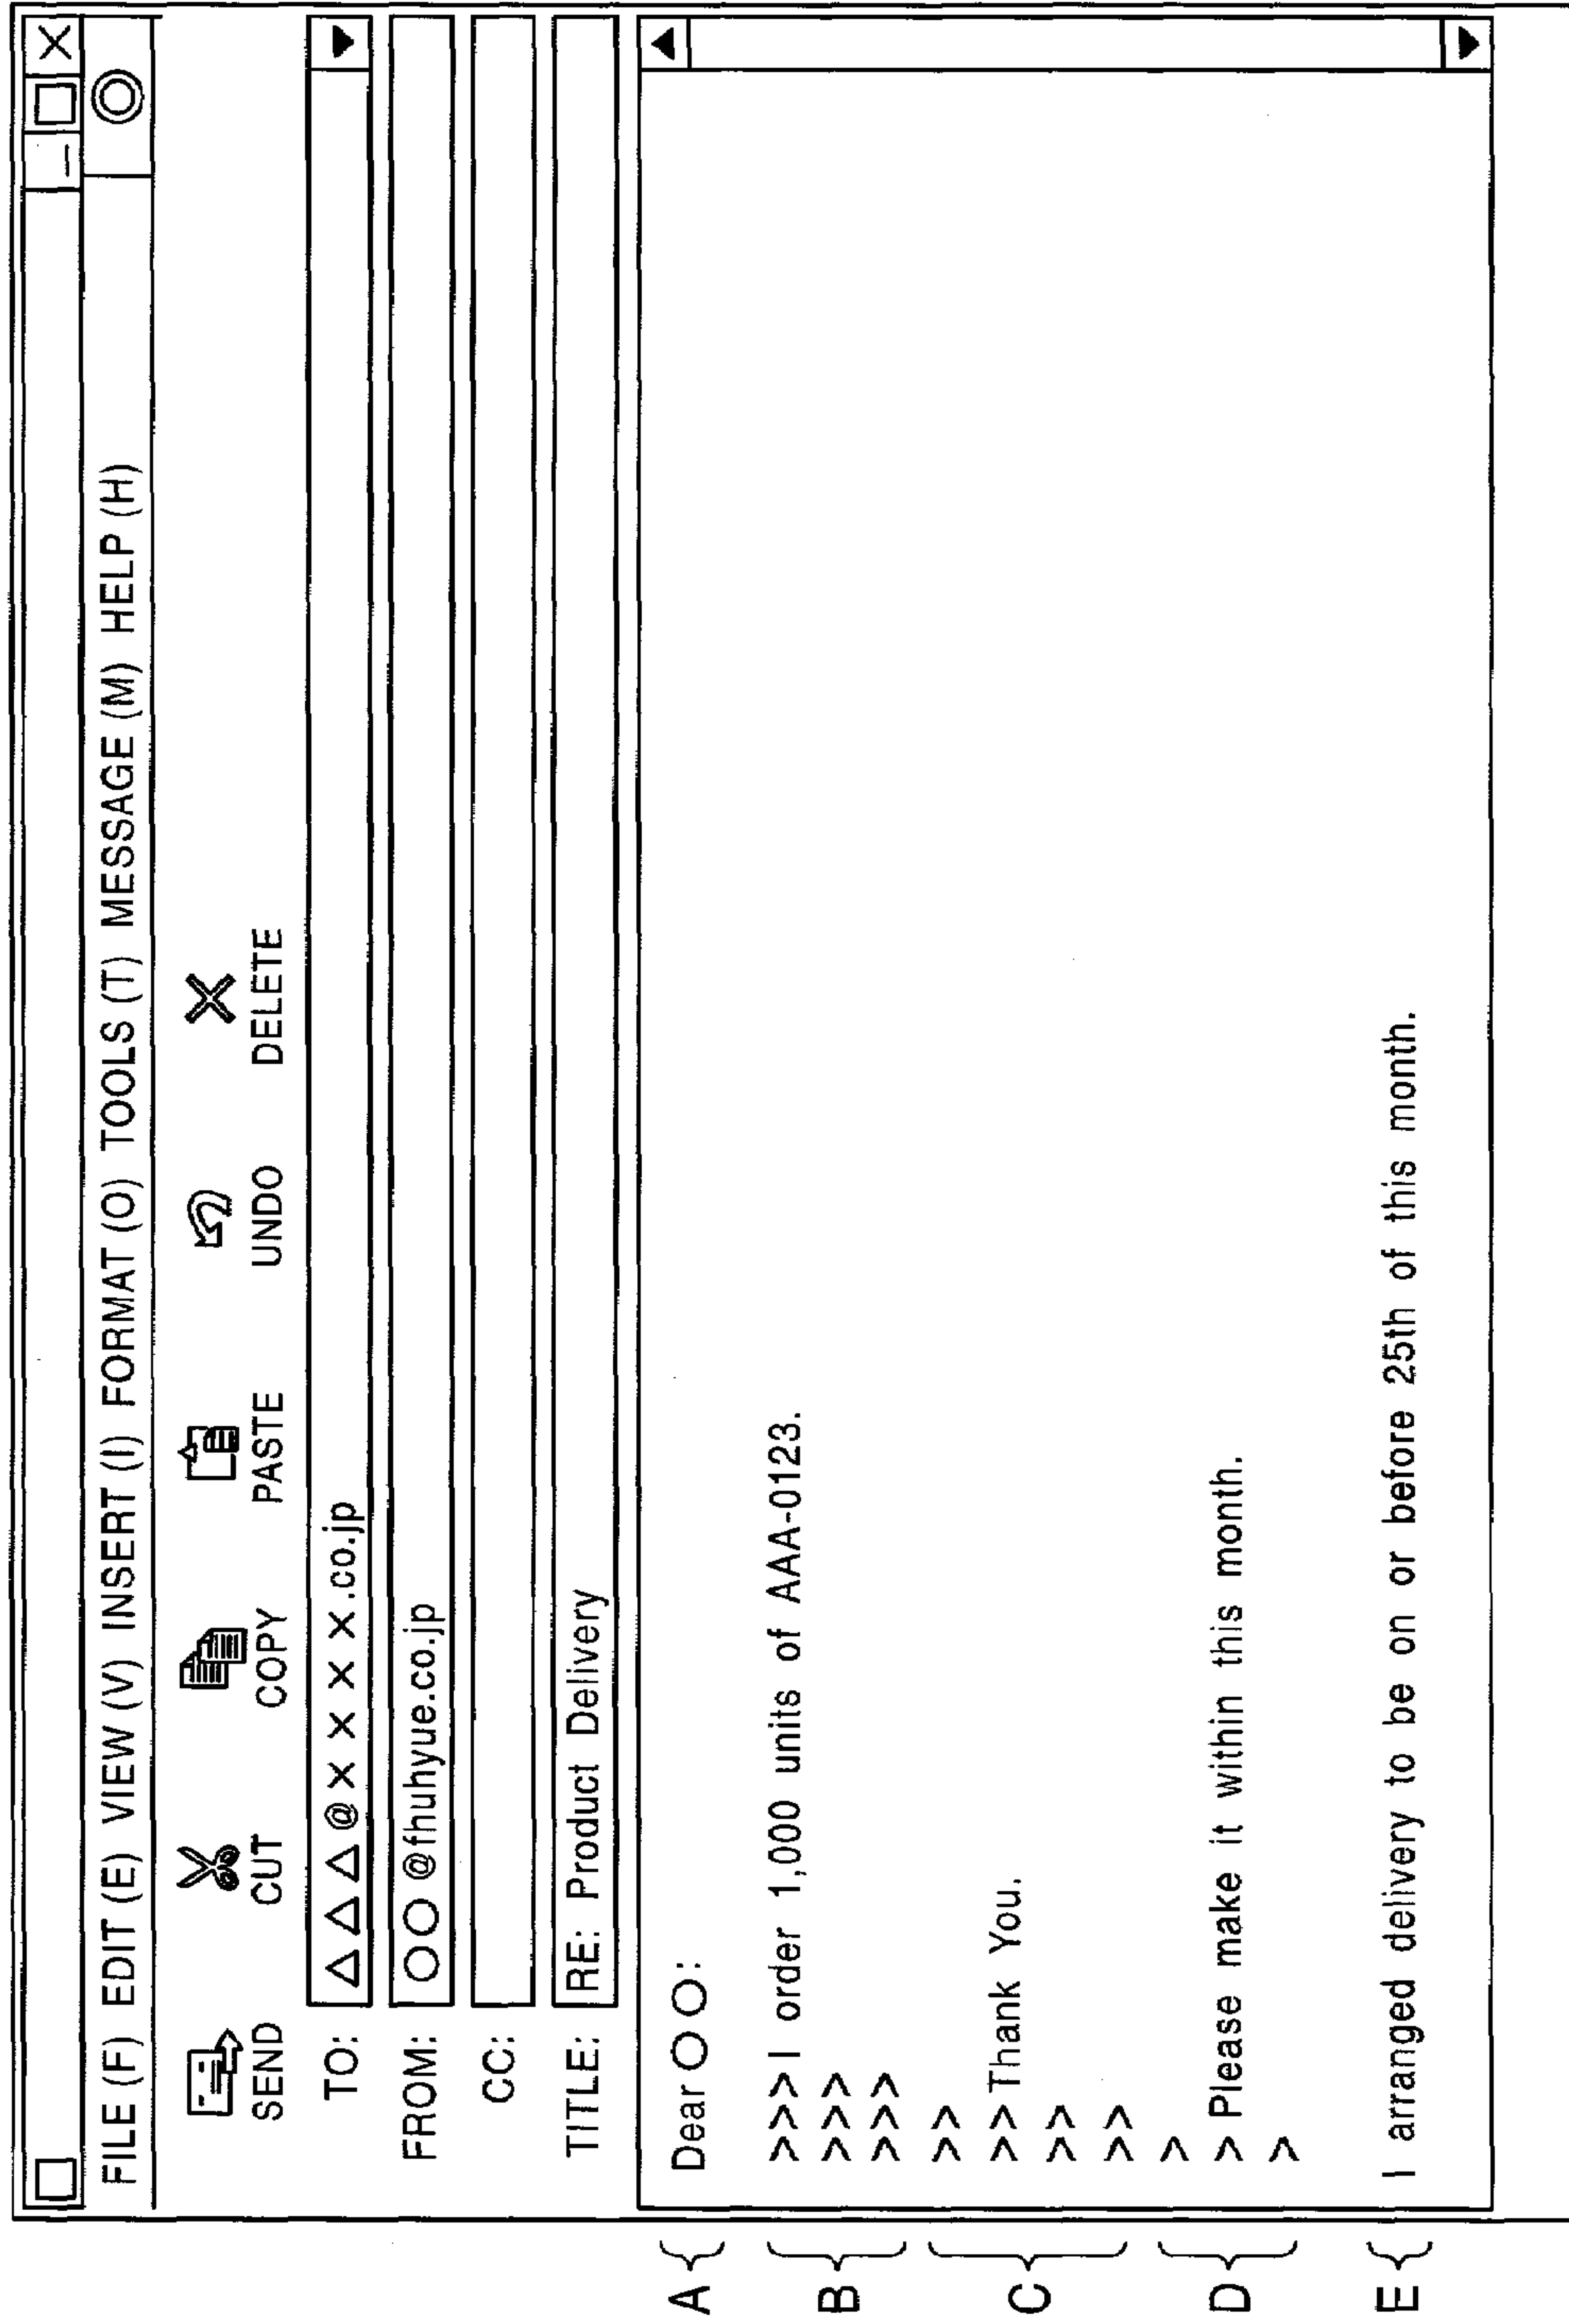 FILE (F) EDIT (E) VIEW (V) INSERT (I) FORMAT (O) TOOLS (T) MESSAGE (M) HELP (H)
SEND CUT COPY PASTE UNDO DELETE
TO: △△△@××××.co.jp
FROM: ○○@fhuhyue.co.jp
CC:
TITLE: RE: Product Delivery
A Dear ○○:
>>> I order 1,000 units of AAA-0123.
B >>>
>>>
>>
C >> Thank You.
>>
>>
>
D > Please make it within this month.
>
E I arranged delivery to be on or before 25th of this month.